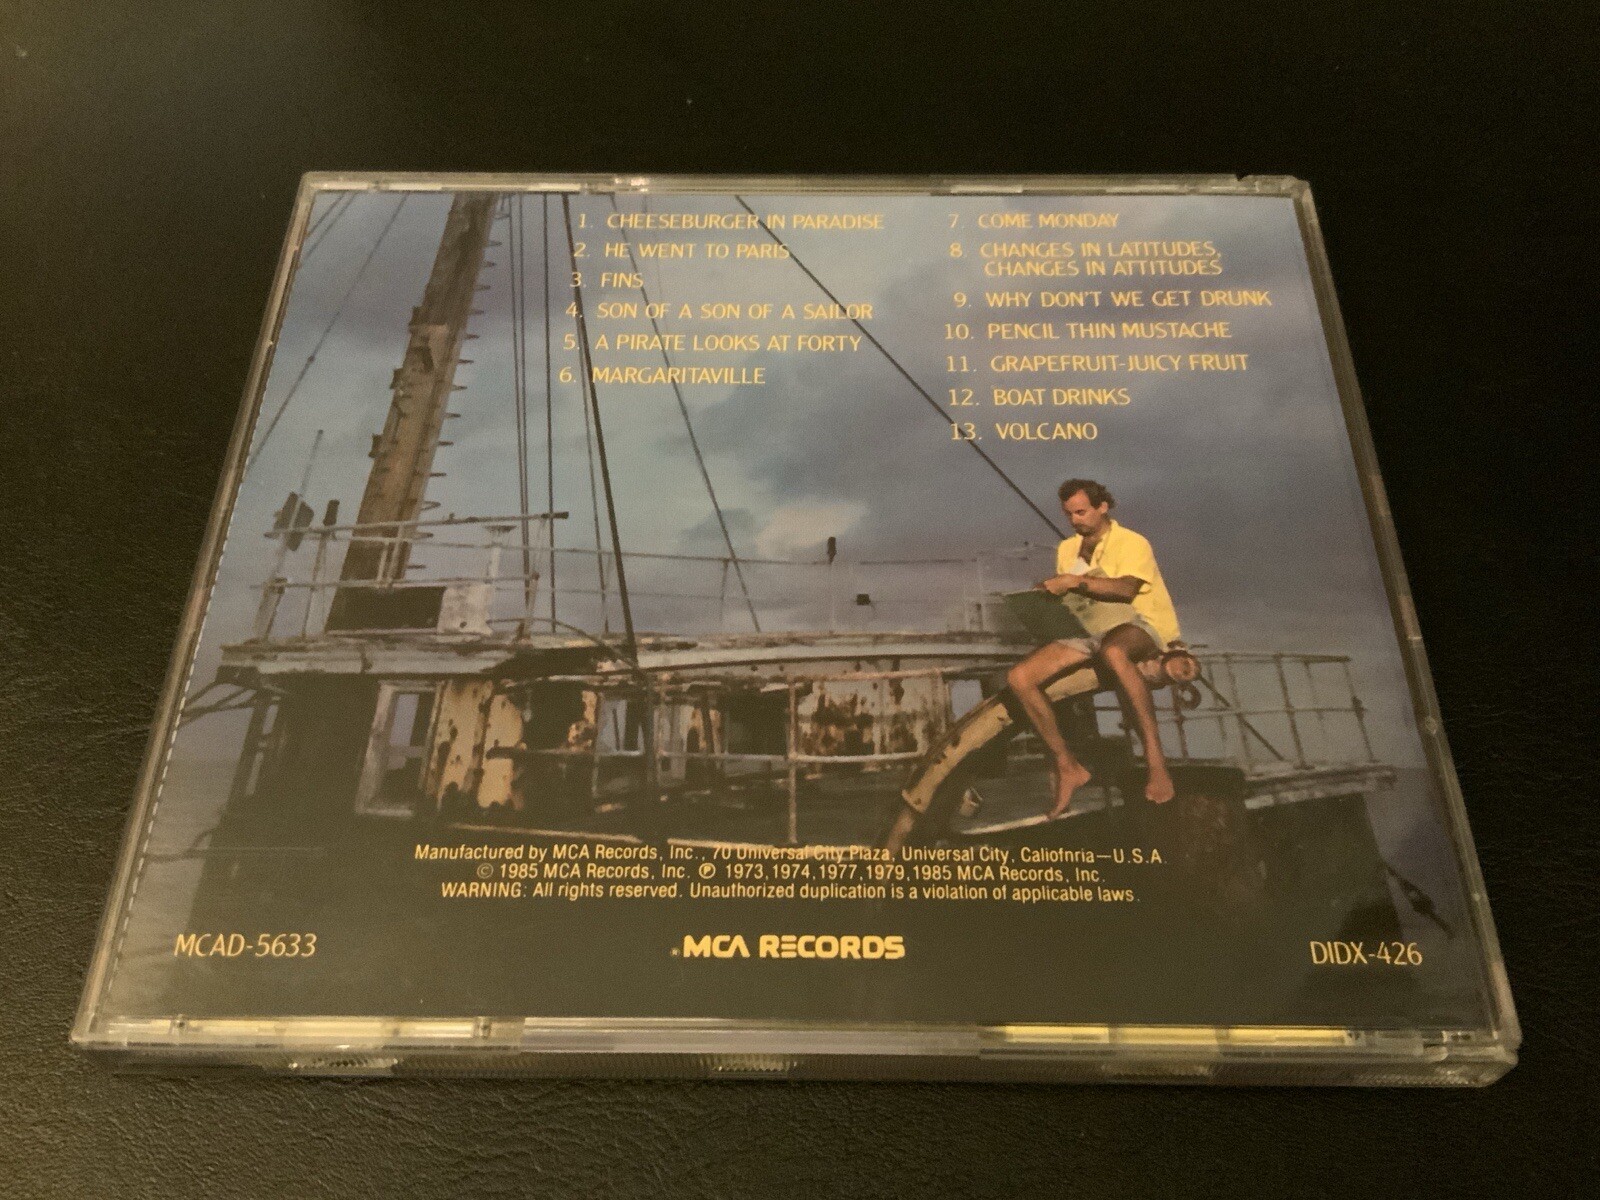 1. CHEESEBURGER IN PARADISE
2. HE WENT TO PARIS
3. FINS
4. SON OF A SON OF A SAILOR
5. A PIRATE LOOKS AT FORTY
6. MARGARITAVILLE
7. COME MONDAY
8. CHANGES IN LATITUDES,
CHANGES IN ATTITUDES
9. WHY DON'T WE GET DRUNK
10. PENCIL THIN MUSTACHE
11. GRAPEFRUIT-JUICY FRUIT
12. BOAT DRINKS
13. VOLCANO
Manufactured by MCA Records, Inc., 70 Universal City Plaza, Universal City, Caliofnria—U.S.A.
© 1985 MCA Records, Inc. ℗ 1973,1974,1977,1979,1985 MCA Records, Inc.
WARNING: All rights reserved. Unauthorized duplication is a violation of applicable laws.
MCAD-5633
®MCA RECORDS
DIDX-426